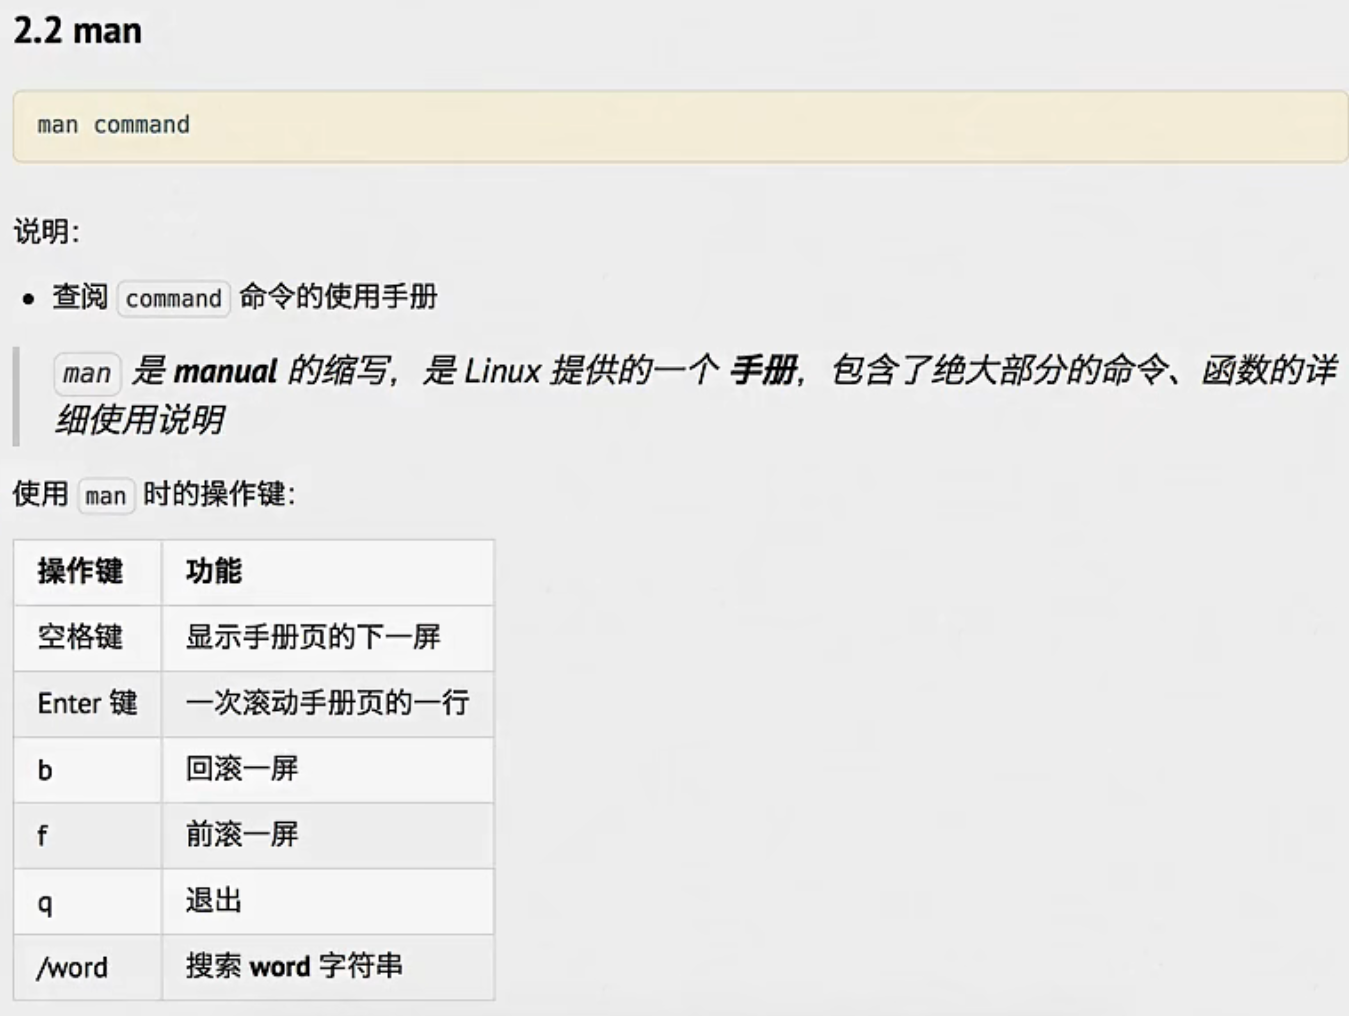 2.2 man
man command
说明：
• 查阅 command 命令的使用手册
man 是 manual 的缩写，是 Linux 提供的一个 手册，包含了绝大部分的命令、函数的详
细使用说明
使用 man 时的操作键：
操作键 功能
空格键 显示手册页的下一屏
Enter 键 一次滚动手册页的一行
b 回滚一屏
f 前滚一屏
q 退出
/word 搜索 word 字符串